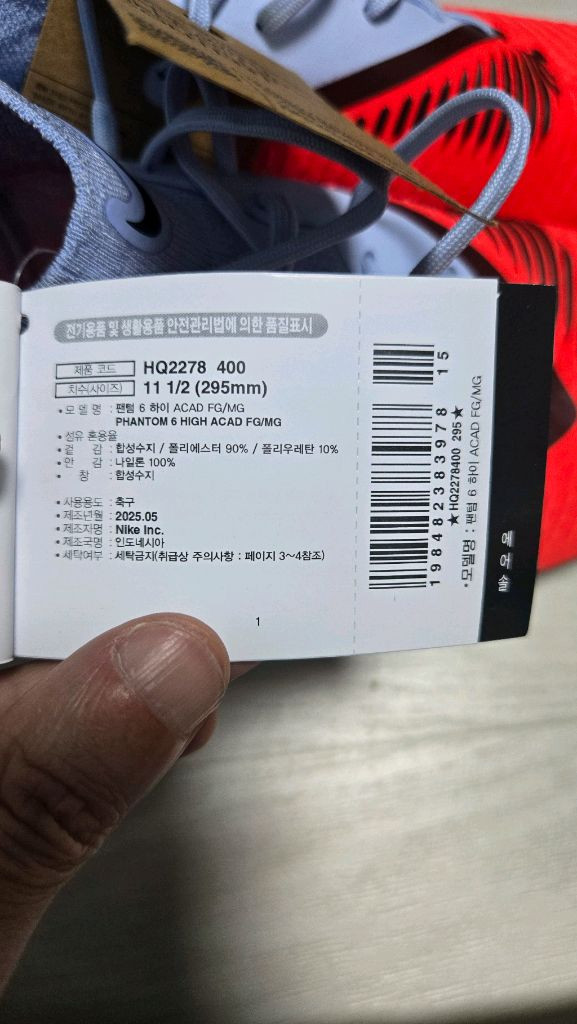 전기용품 및 생활용품 안전관리법에 의한 품질표시
제품 코드 HQ2278 400
치수(사이즈) 11 1/2 (295mm)
• 모 델 명 : 팬텀 6 하이 ACAD FG/MG
PHANTOM 6 HIGH ACAD FG/MG
• 섬유 혼용율
• 겉 감 : 합성수지 / 폴리에스터 90% / 폴리우레탄 10%
• 안 감 : 나일론 100%
• 창 : 합성수지
• 사용용도 : 축구
• 제조년월 : 2025.05
• 제조자명 : Nike Inc.
• 제조국명 : 인도네시아
• 세탁여부 : 세탁금지(취급상 주의사항 : 페이지 3~4참조)
1
15
198482383978
★HQ2278400 295★
*모델명 : 팬텀 6 하이 ACAD FG/MG
에어솔